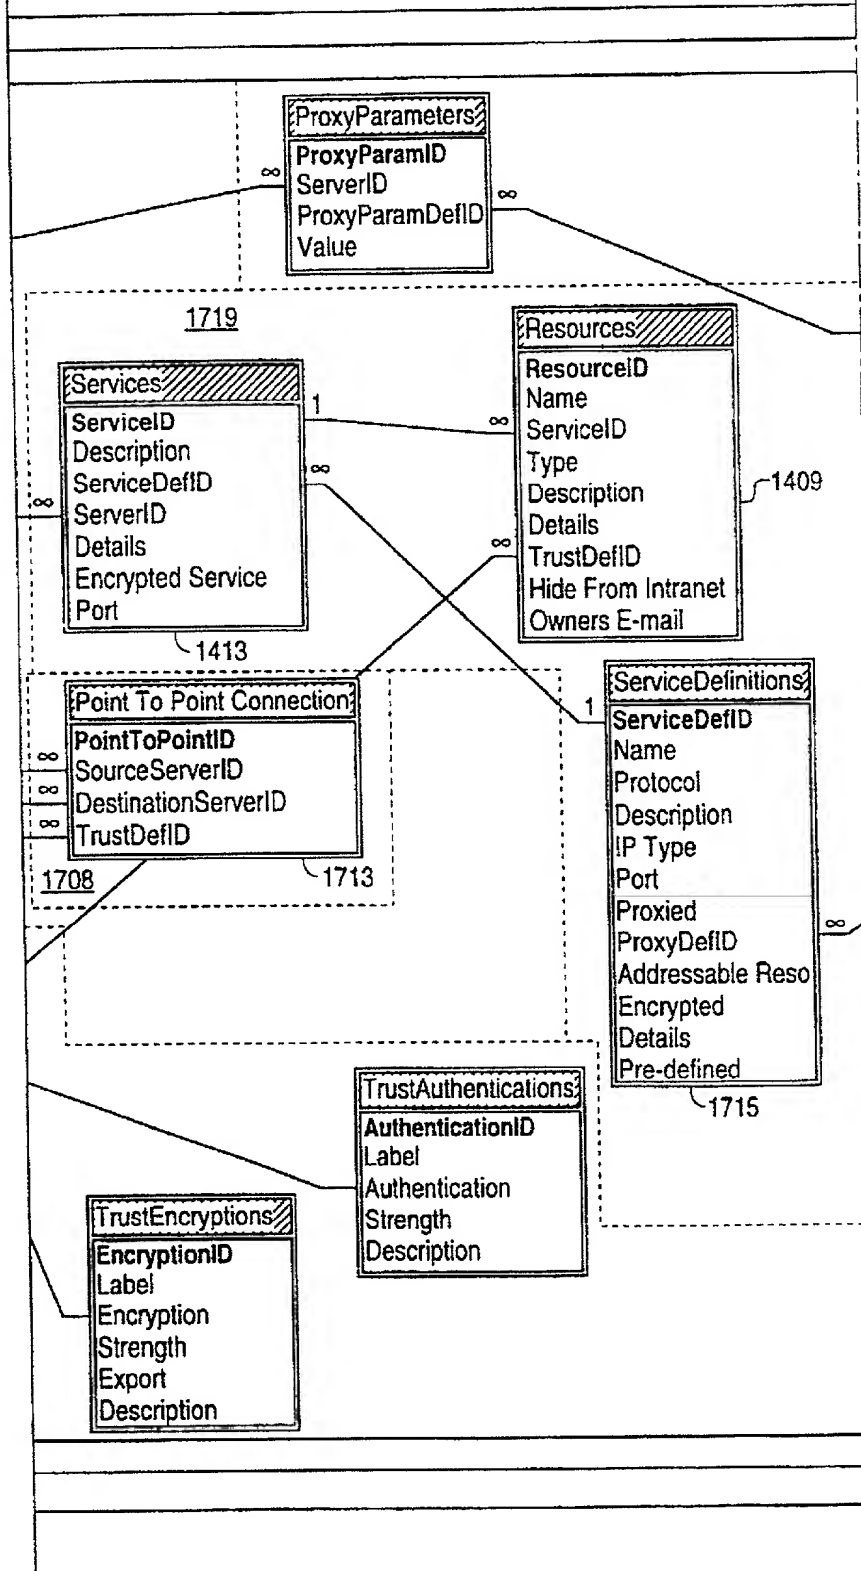 ProxyParameters
ProxyParamID
∞
ServerID
∞
ProxyParamDefID
Value
1719
Resources
ResourceID
Name
∞
ServiceID
Type
Description
1409
Details
∞
TrustDefID
Hide From Intranet
Owners E-mail
Services
1
ServiceID
Description
∞
ServiceDefID
∞
ServerID
Details
Encrypted Service
Port
1413
Point To Point Connection
PointToPointID
∞
SourceServerID
∞
DestinationServerID
∞
TrustDefID
1708
1713
ServiceDefinitions
1
ServiceDefID
Name
Protocol
Description
IP Type
Port
Proxied
∞
ProxyDefID
Addressable Reso
Encrypted
Details
Pre-defined
1715
TrustAuthentications
AuthenticationID
Label
Authentication
Strength
Description
TrustEncryptions
EncryptionID
Label
Encryption
Strength
Export
Description